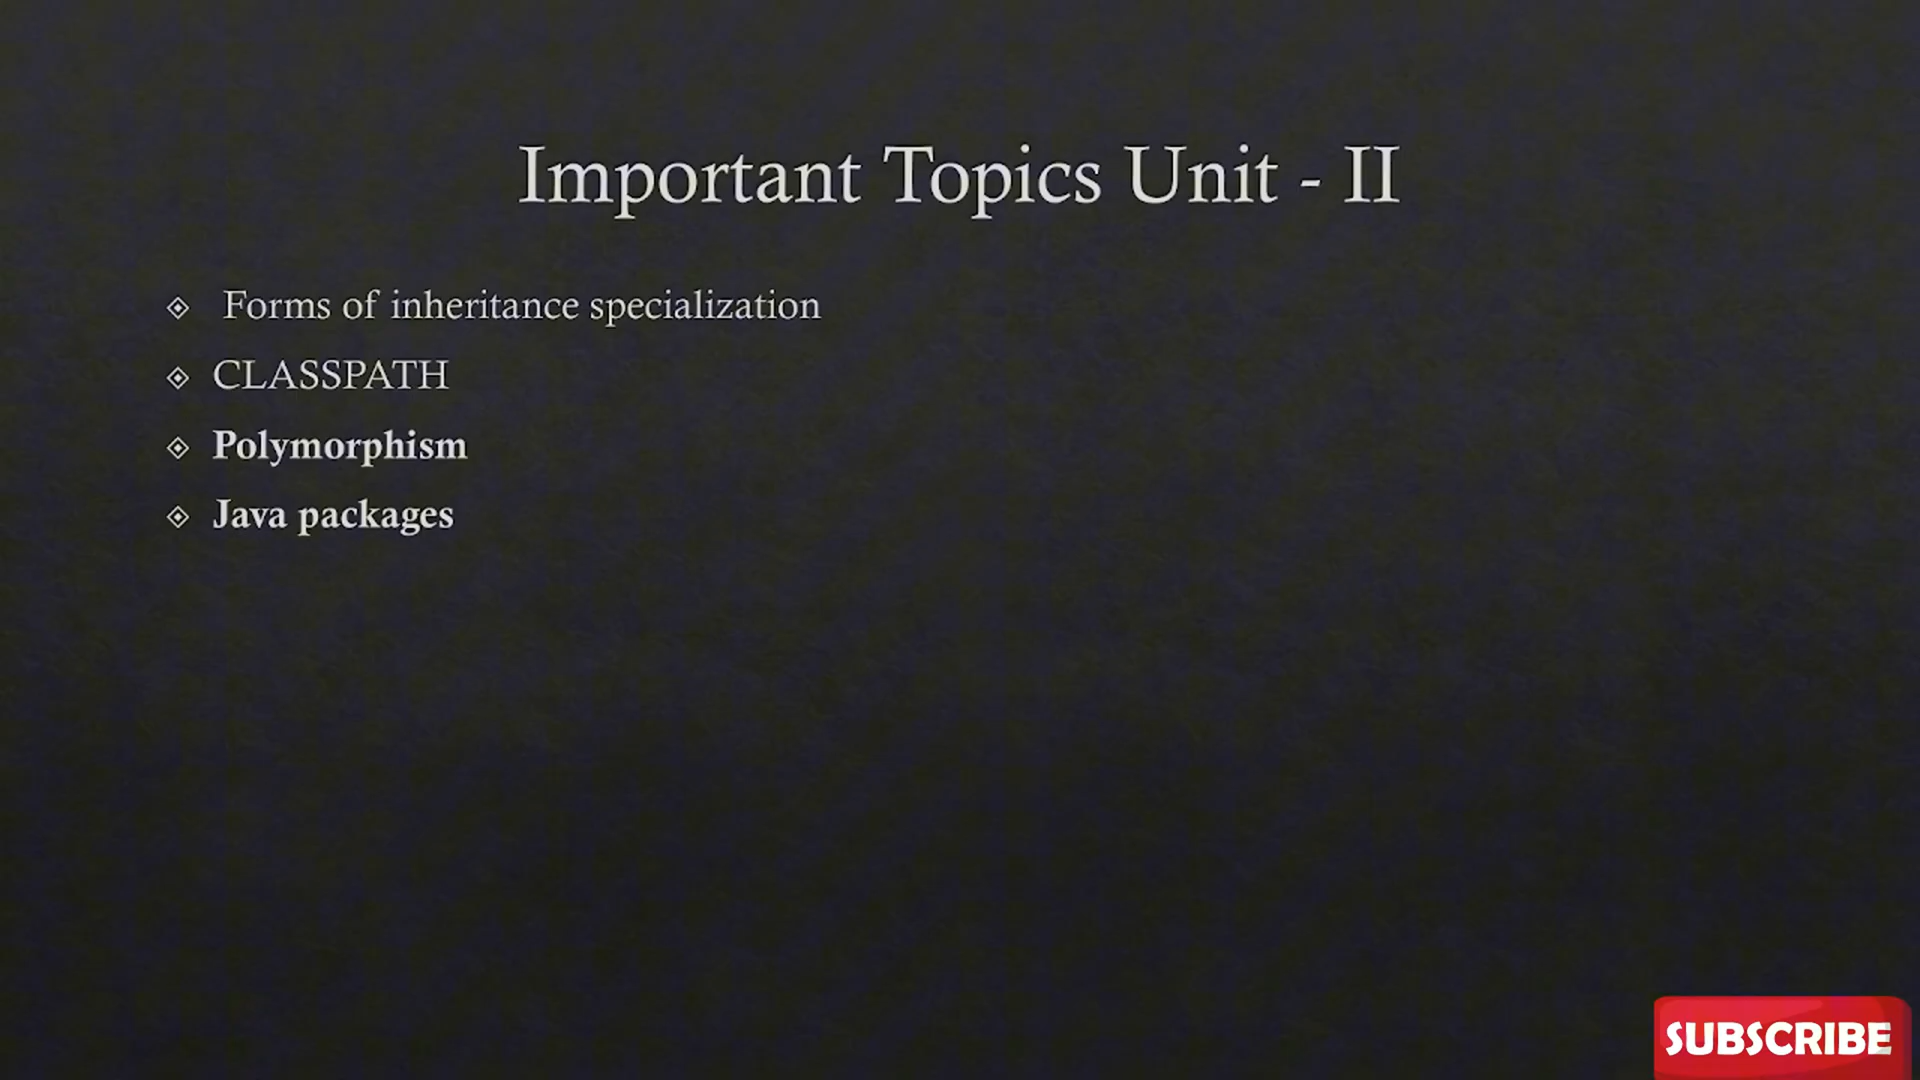 Important Topics Unit - II
Forms of inheritance specialization
CLASSPATH
Polymorphism
Java packages
SUBSCRIBE